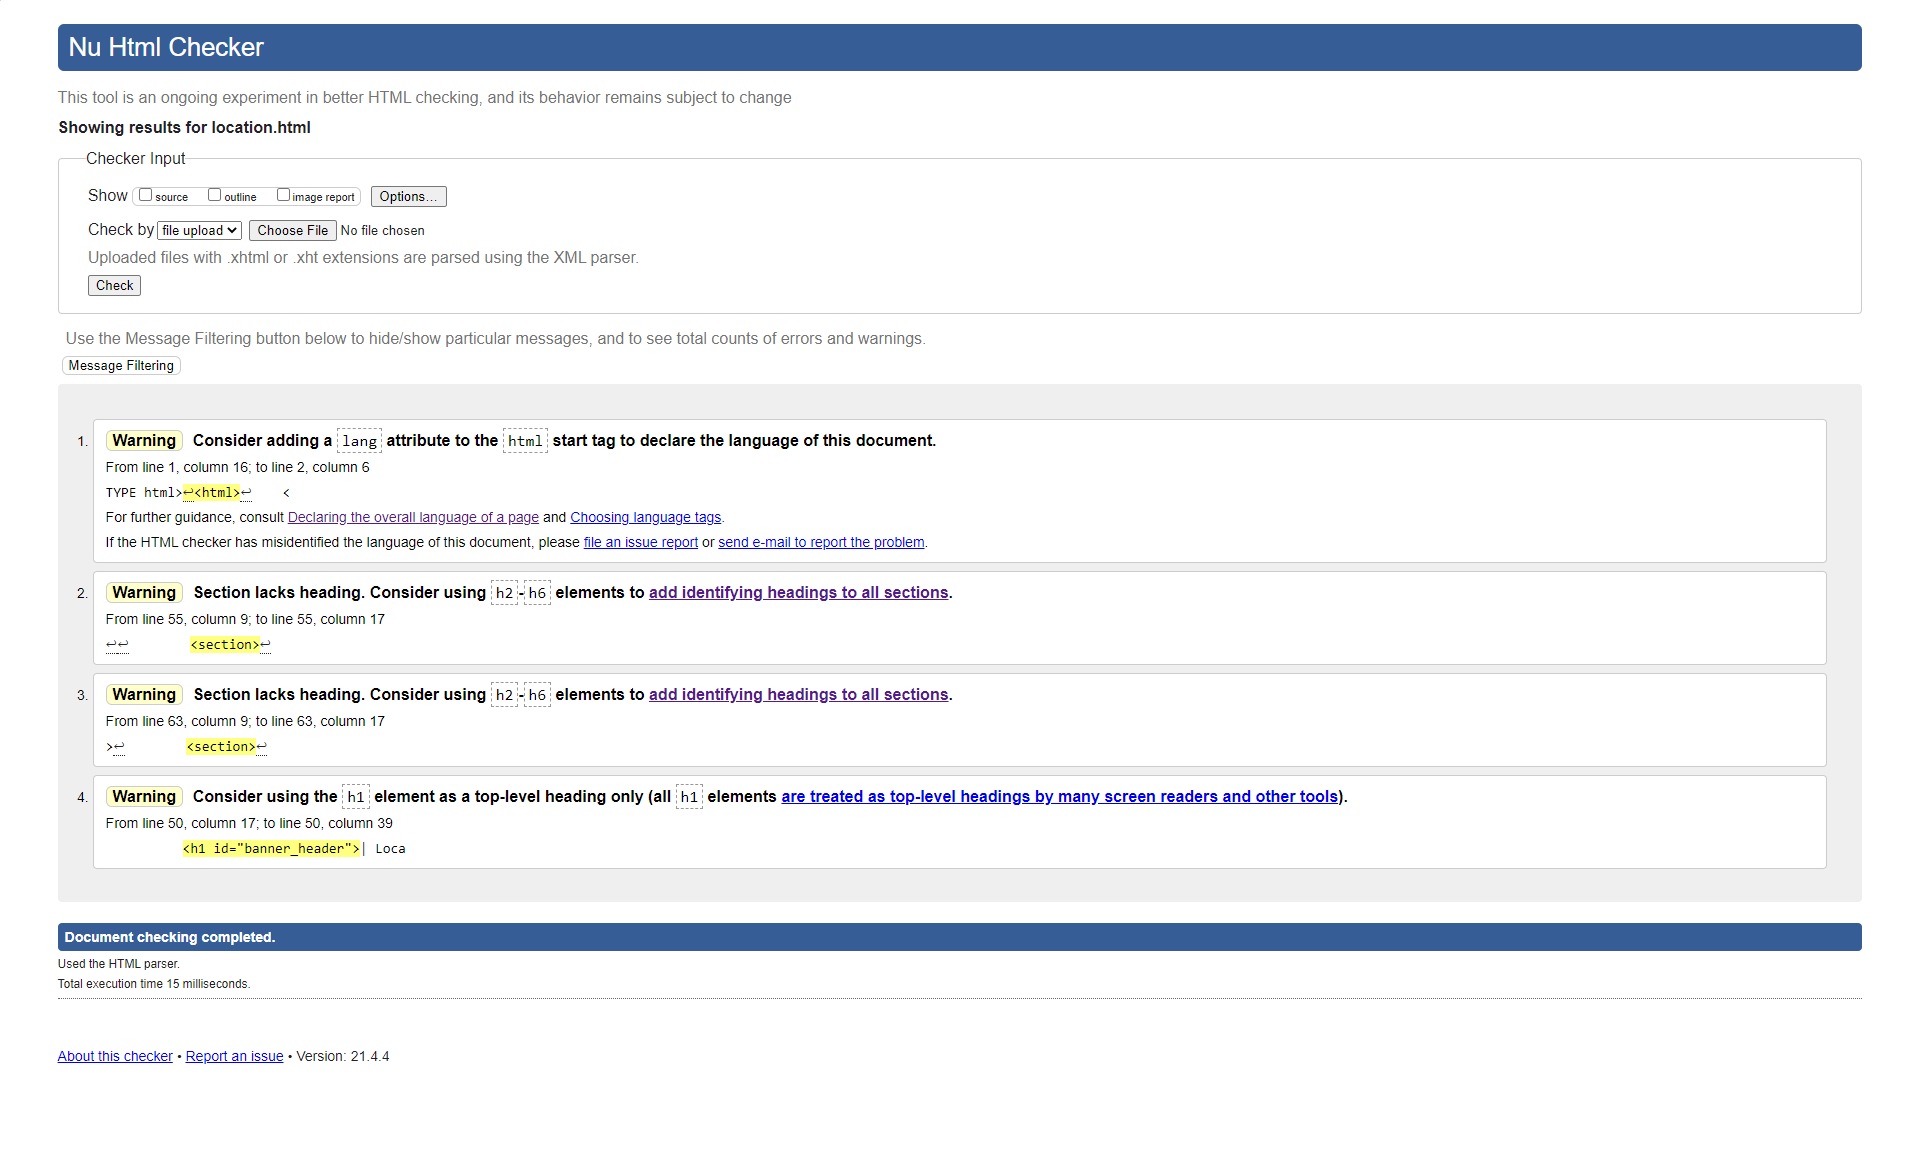 Nu Html Checker
This tool is an ongoing experiment in better HTML checking, and its behavior remains subject to change
Showing results for location.html
Checker Input
Show source outline image report Options...
Check by file upload Choose File No file chosen
Uploaded files with .xhtml or .xht extensions are parsed using the XML parser.
Check
Use the Message Filtering button below to hide/show particular messages, and to see total counts of errors and warnings.
Message Filtering
1. Warning Consider adding a lang attribute to the html start tag to declare the language of this document.
From line 1, column 16; to line 2, column 6
TYPE html>↩<html>↩    <
For further guidance, consult Declaring the overall language of a page and Choosing language tags.
If the HTML checker has misidentified the language of this document, please file an issue report or send e-mail to report the problem.
2. Warning Section lacks heading. Consider using h2-h6 elements to add identifying headings to all sections.
From line 55, column 9; to line 55, column 17
↩↩        <section>↩
3. Warning Section lacks heading. Consider using h2-h6 elements to add identifying headings to all sections.
From line 63, column 9; to line 63, column 17
>↩        <section>↩
4. Warning Consider using the h1 element as a top-level heading only (all h1 elements are treated as top-level headings by many screen readers and other tools).
From line 50, column 17; to line 50, column 39
<h1 id="banner_header">| Loca
Document checking completed.
Used the HTML parser.
Total execution time 15 milliseconds.
About this checker • Report an issue • Version: 21.4.4